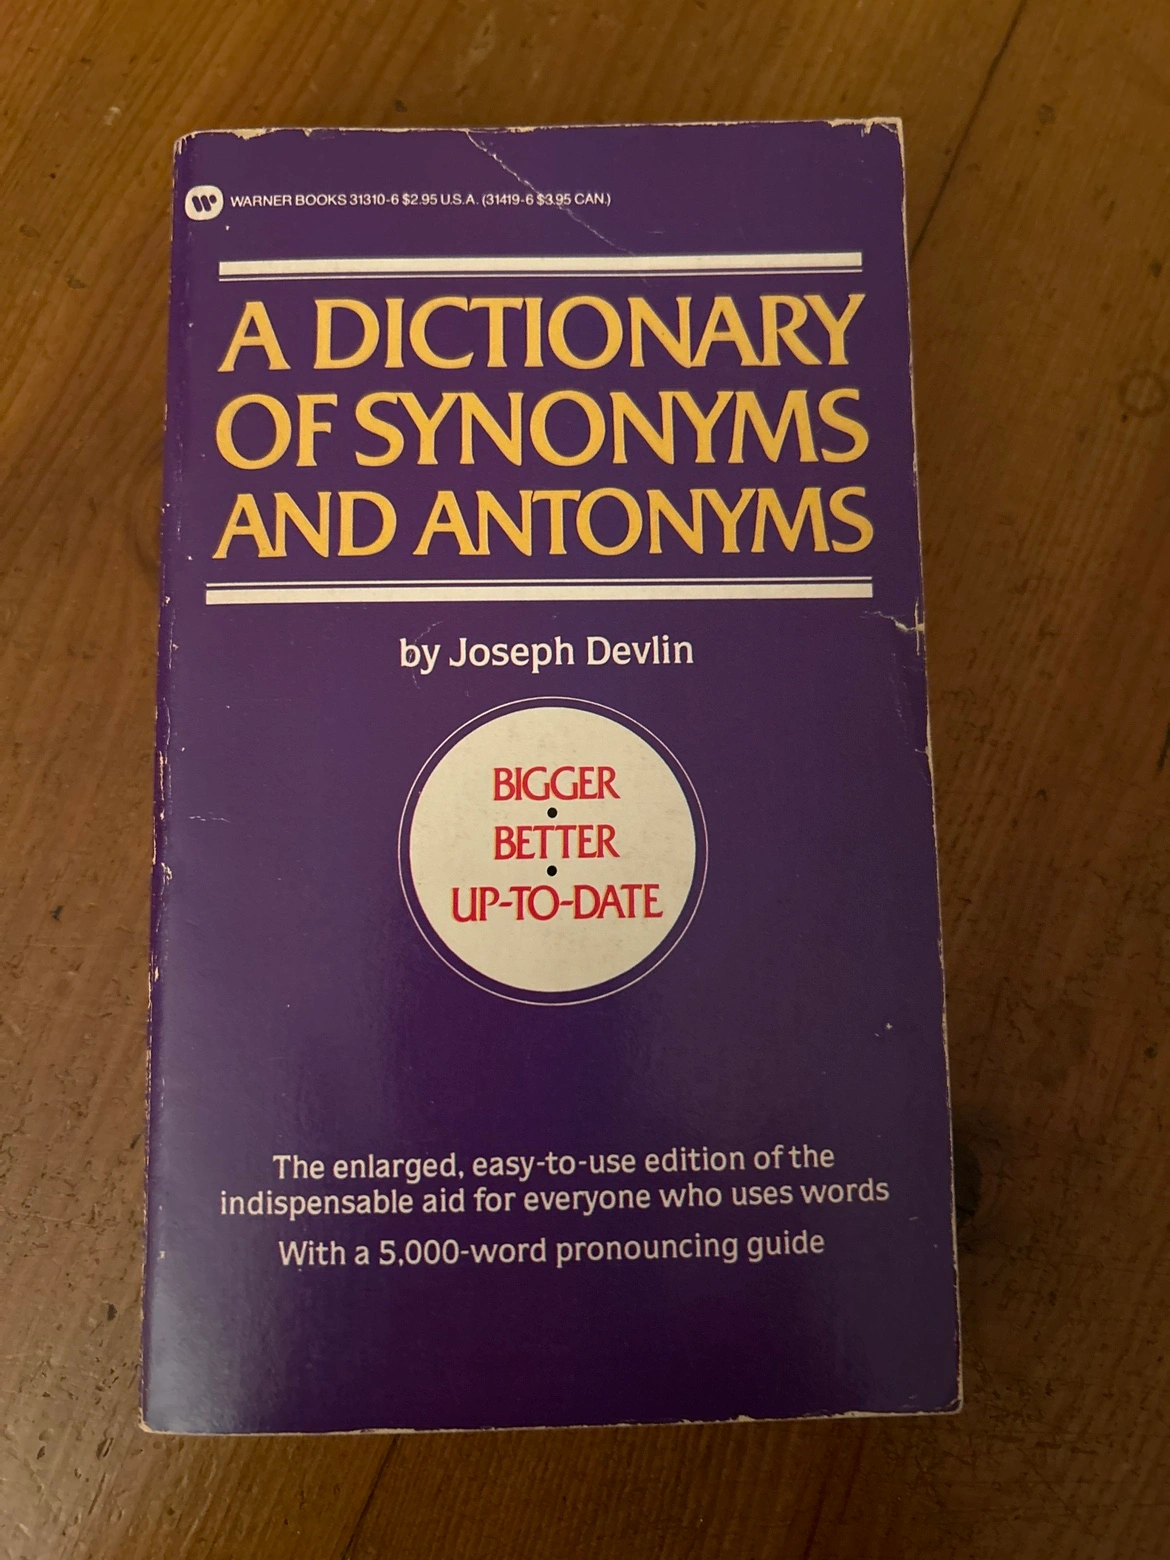 WARNER BOOKS 31310-6 $2.95 U.S.A. (31419-6 $3.95 CAN.)
A DICTIONARY
OF SYNONYMS
AND ANTONYMS
by Joseph Devlin
BIGGER
•
BETTER
•
UP-TO-DATE
The enlarged, easy-to-use edition of the
indispensable aid for everyone who uses words
With a 5,000-word pronouncing guide